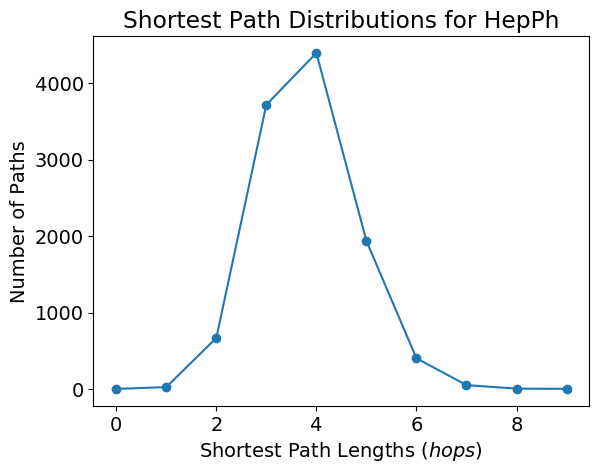 Shortest Path Distributions for HepPh
Number of Paths
4000
3000
2000
1000
0
0 2 4 6 8
Shortest Path Lengths (hops)